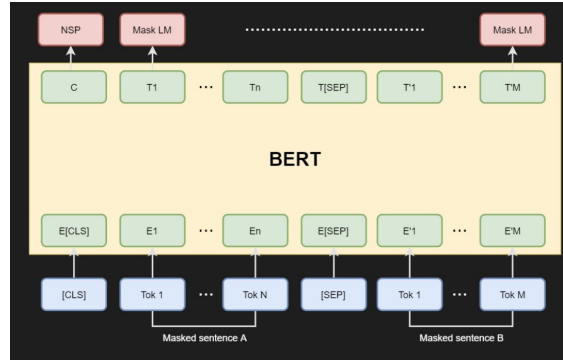 NSP Mask LM Mask LM
C T1 ... Tn T[SEP] T'1 ... T'M
BERT
E[CLS] E1 ... En E[SEP] E'1 ... E'M
[CLS] Tok 1 ... Tok N [SEP] Tok 1 ... Tok M
Masked sentence A Masked sentence B